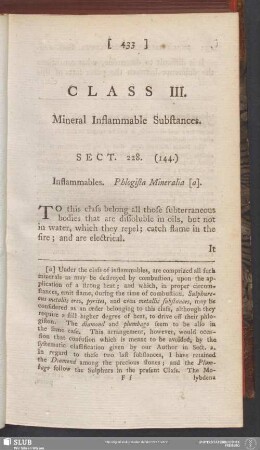 [ 433 ]
CLASS III.
Mineral Inflammable Subſtances.
SECT. 228. (144.)
Inflammables. Phlogiſta Mineralia [a].
TO this claſs belong all thoſe ſubterraneous
bodies that are diſſoluble in oils, but not
in water, which they repel; catch flame in the
fire; and are electrical.
It
[a] Under the claſs of inflammables, are compriſed all ſuch
minerals as may be deſtroyed by combuſtion, upon the ap-
plication of a ſtrong heat; and which, in proper circum-
ſtances, emit flame, during the time of combuſtion. Sulphure-
ous metallic ores, pyrites, and even metallic ſubſtances, may be
conſidered as an order belonging to this claſs, although they
require a ſtill higher degree of heat, to drive off their phlo-
giſton. The diamond and plumbago ſeem to be alſo in
the ſame caſe. This arrangement, however, would occa-
ſion that confuſion which is meant to be avoided, by the
ſyſtematic claſſification given by our Author in Sect. 2.
In regard to theſe two laſt ſubſtances, I have retained
the Diamond among the precious ſtones; and the Plum-
bago follow the Sulphurs in the preſent Claſs. The Mo-
F f
lybdena
SLUB